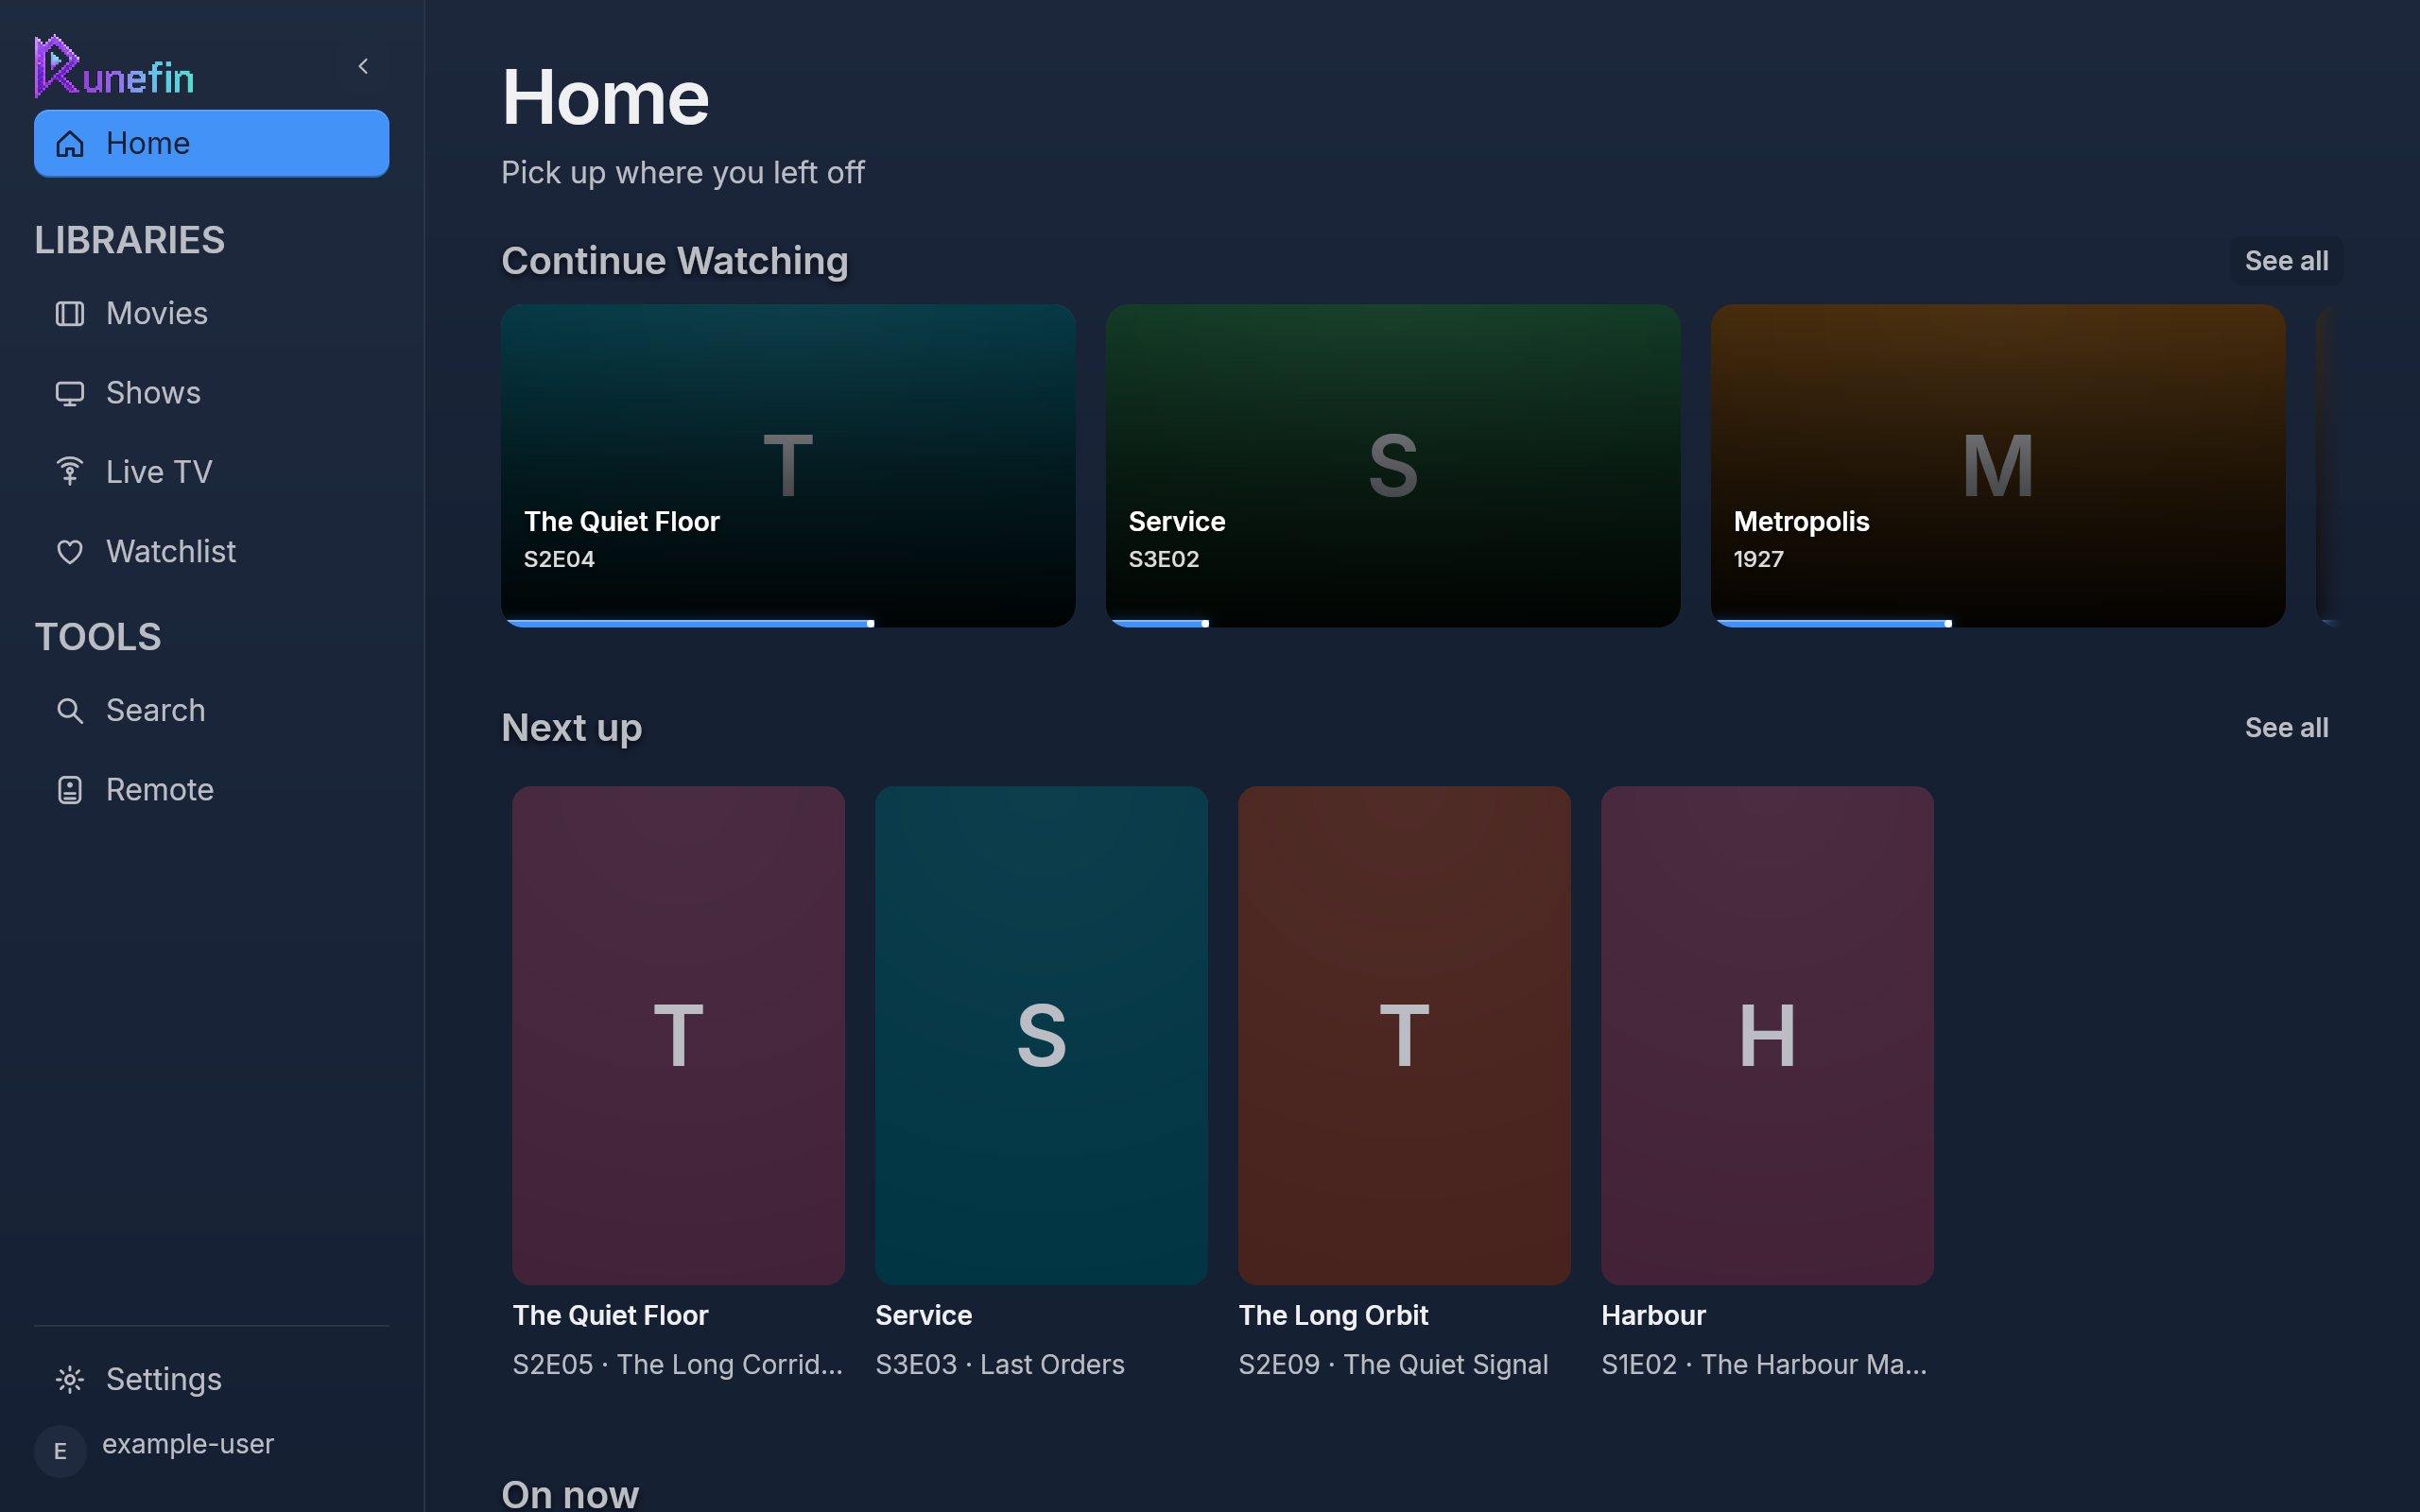 Runefin
Home
LIBRARIES
Movies
Shows
Live TV
Watchlist
TOOLS
Search
Remote
Settings
E
example-user
Home
Pick up where you left off
Continue Watching
See all
T
The Quiet Floor
S2E04
S
Service
S3E02
M
Metropolis
1927
Next up
See all
T
The Quiet Floor
S2E05 · The Long Corrid...
S
Service
S3E03 · Last Orders
T
The Long Orbit
S2E09 · The Quiet Signal
H
Harbour
S1E02 · The Harbour Ma...
On now